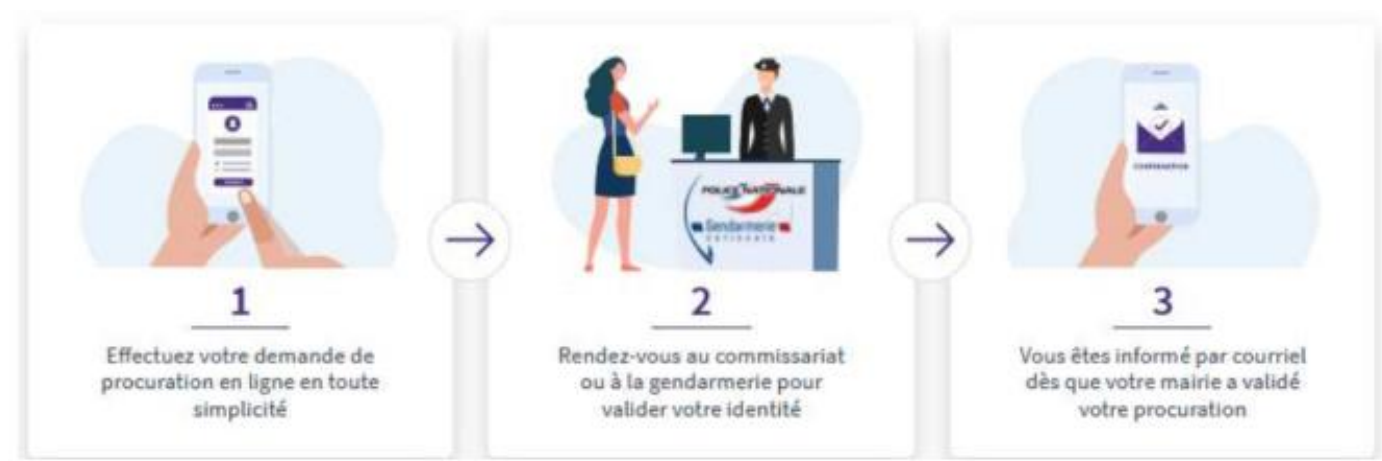 1
Effectuez votre demande de
procuration en ligne en toute
simplicité
POLICE NATIONALE
Gendarmerie
2
Rendez-vous au commissariat
ou à la gendarmerie pour
valider votre identité
3
Vous êtes informé par courriel
dès que votre mairie a validé
votre procuration